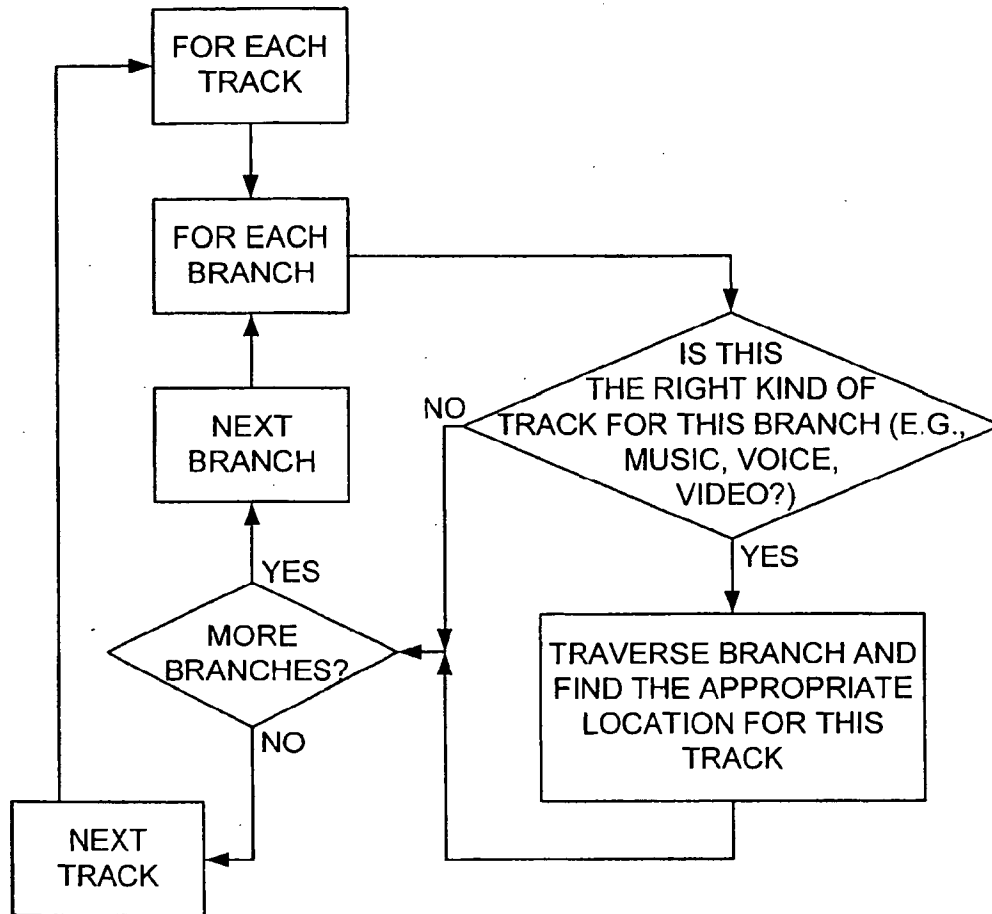 FOR EACH
TRACK
FOR EACH
BRANCH
IS THIS
THE RIGHT KIND OF
TRACK FOR THIS BRANCH (E.G.,
MUSIC, VOICE,
VIDEO?)
NO
YES
NEXT
BRANCH
YES
MORE
BRANCHES?
NO
TRAVERSE BRANCH AND
FIND THE APPROPRIATE
LOCATION FOR THIS
TRACK
NEXT
TRACK